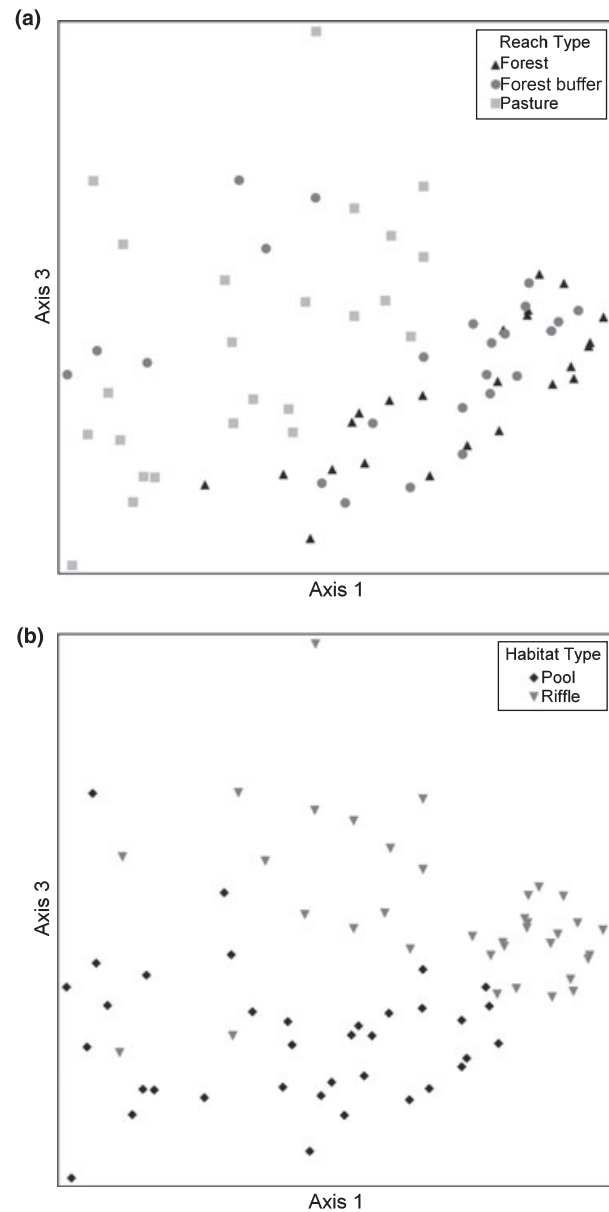 (a)
Reach Type
Forest
Forest buffer
Pasture
Axis 3
Axis 1
(b)
Habitat Type
Pool
Riffle
Axis 3
Axis 1